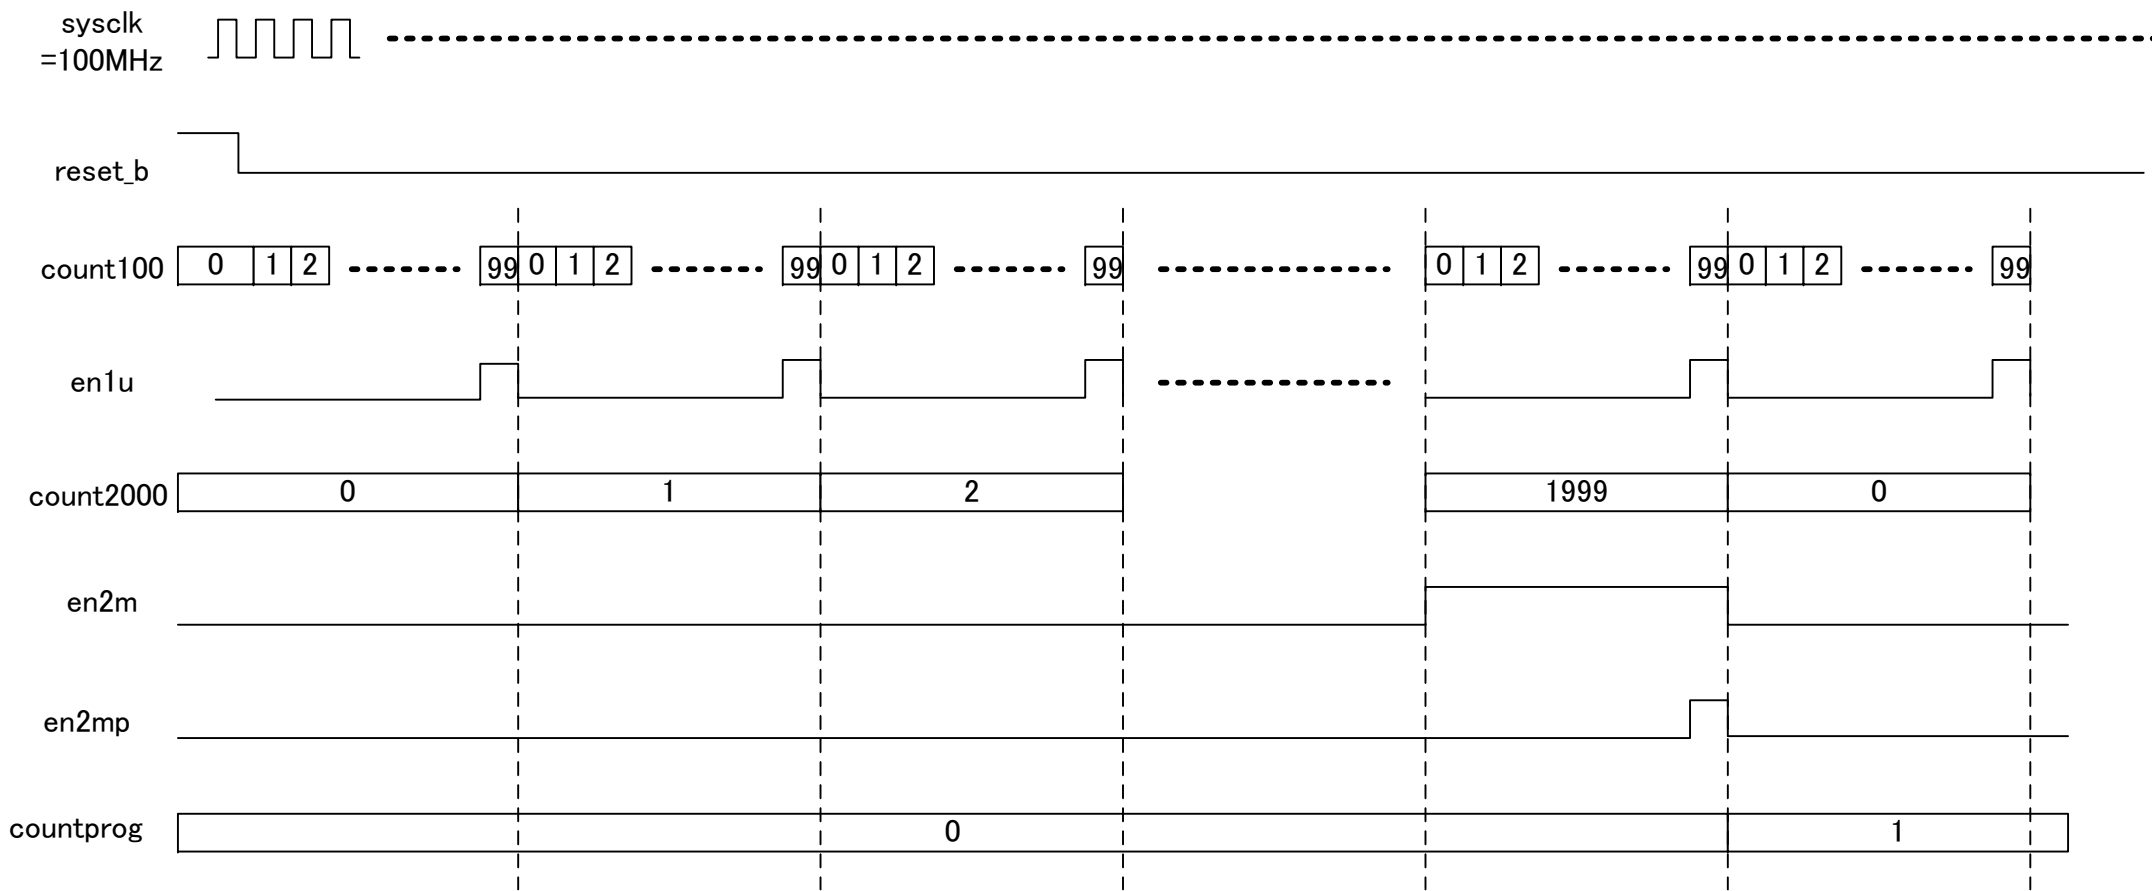 sysclk
=100MHz
reset_b
count100 0 1 2 99 0 1 2 99 0 1 2 99 0 1 2 99 0 1 2 99
en1u
count2000 0 1 2 1999 0
en2m
en2mp
countprog 0 1